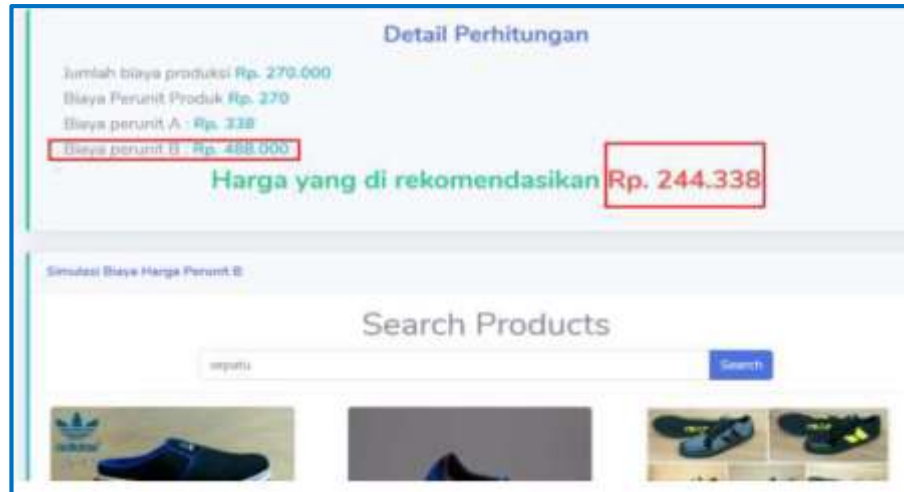 Detail Perhitungan
Jumlah biaya produksi Rp. 270.000
Biaya Perunit Produk Rp. 270
Biaya perunit A : Rp. 338
Biaya perunit B : Rp. 488.000
Harga yang di rekomendasikan Rp. 244.338
Simulasi Biaya Harga Perunit B
Search Products
sepatu
Search
adidas